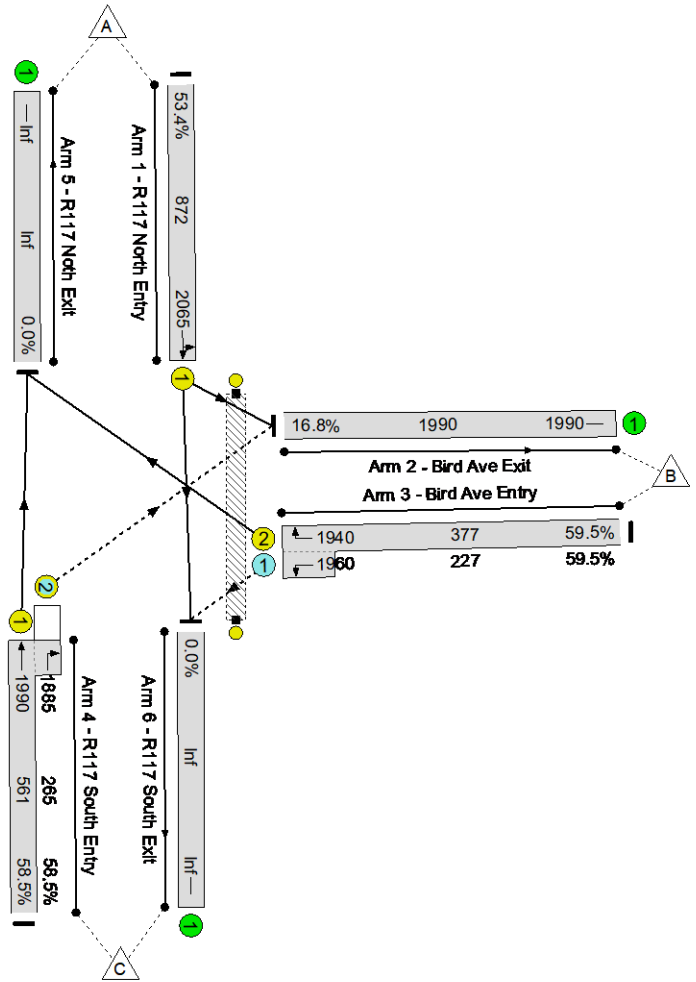 A
1
1
Inf
Inf
0.0%
Arm 5 - R117 Noth Exit
Arm 1 - R117 North Entry
53.4%
872
2065
1
16.8%
1990
1990
1
Arm 2 - Bird Ave Exit
B
Arm 3 - Bird Ave Entry
2
1940
377
59.5%
1
1960
227
59.5%
2
1
1885
265
58.5%
1990
561
58.5%
Arm 4 - R117 South Entry
Arm 6 - R117 South Exit
0.0%
Inf
Inf
1
C